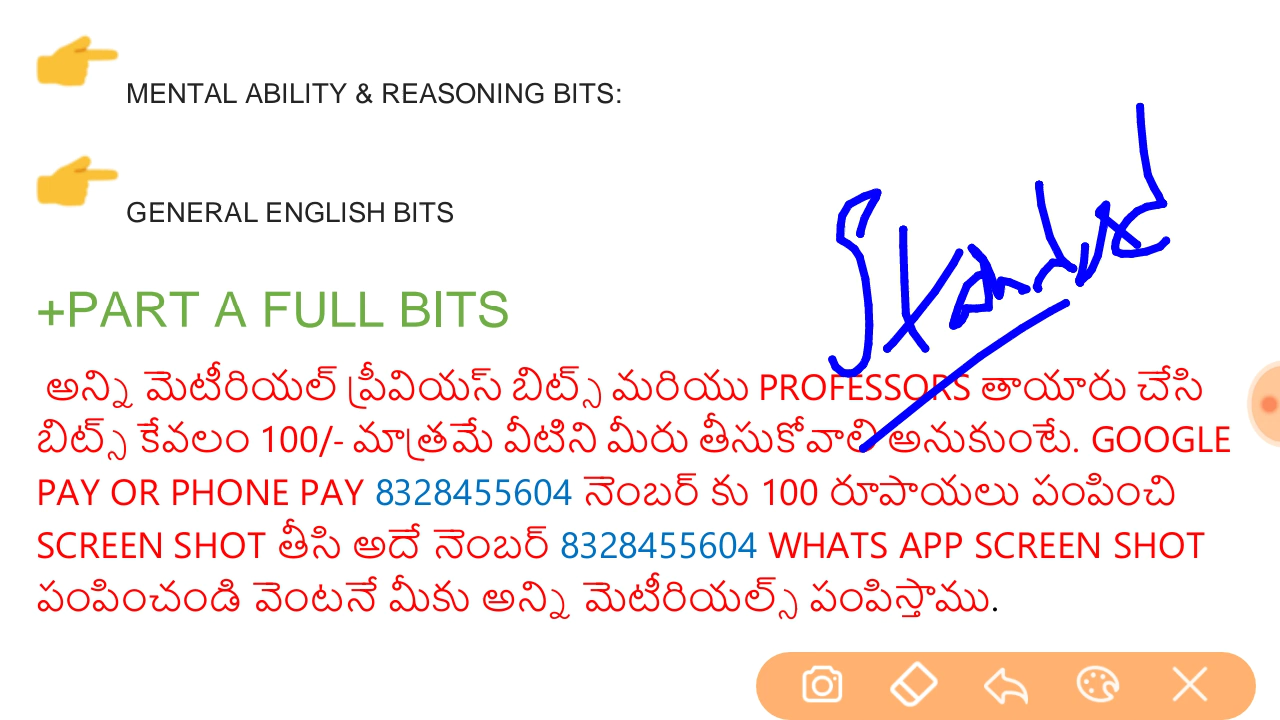 MENTAL ABILITY & REASONING BITS:
GENERAL ENGLISH BITS
Standard
+PART A FULL BITS
అన్ని మెటీరియల్ ప్రీవియస్ బిట్స్ మరియు PROFESSORS తాయారు చేసి
బిట్స్ కేవలం 100/- మాత్రమే వీటిని మీరు తీసుకోవాలి అనుకుంటే. GOOGLE
PAY OR PHONE PAY 8328455604 నెంబర్ కు 100 రూపాయలు పంపించి
SCREEN SHOT తీసి అదే నెంబర్ 8328455604 WHATS APP SCREEN SHOT
పంపించండి వెంటనే మీకు అన్ని మెటీరియల్స్ పంపిస్తాము.